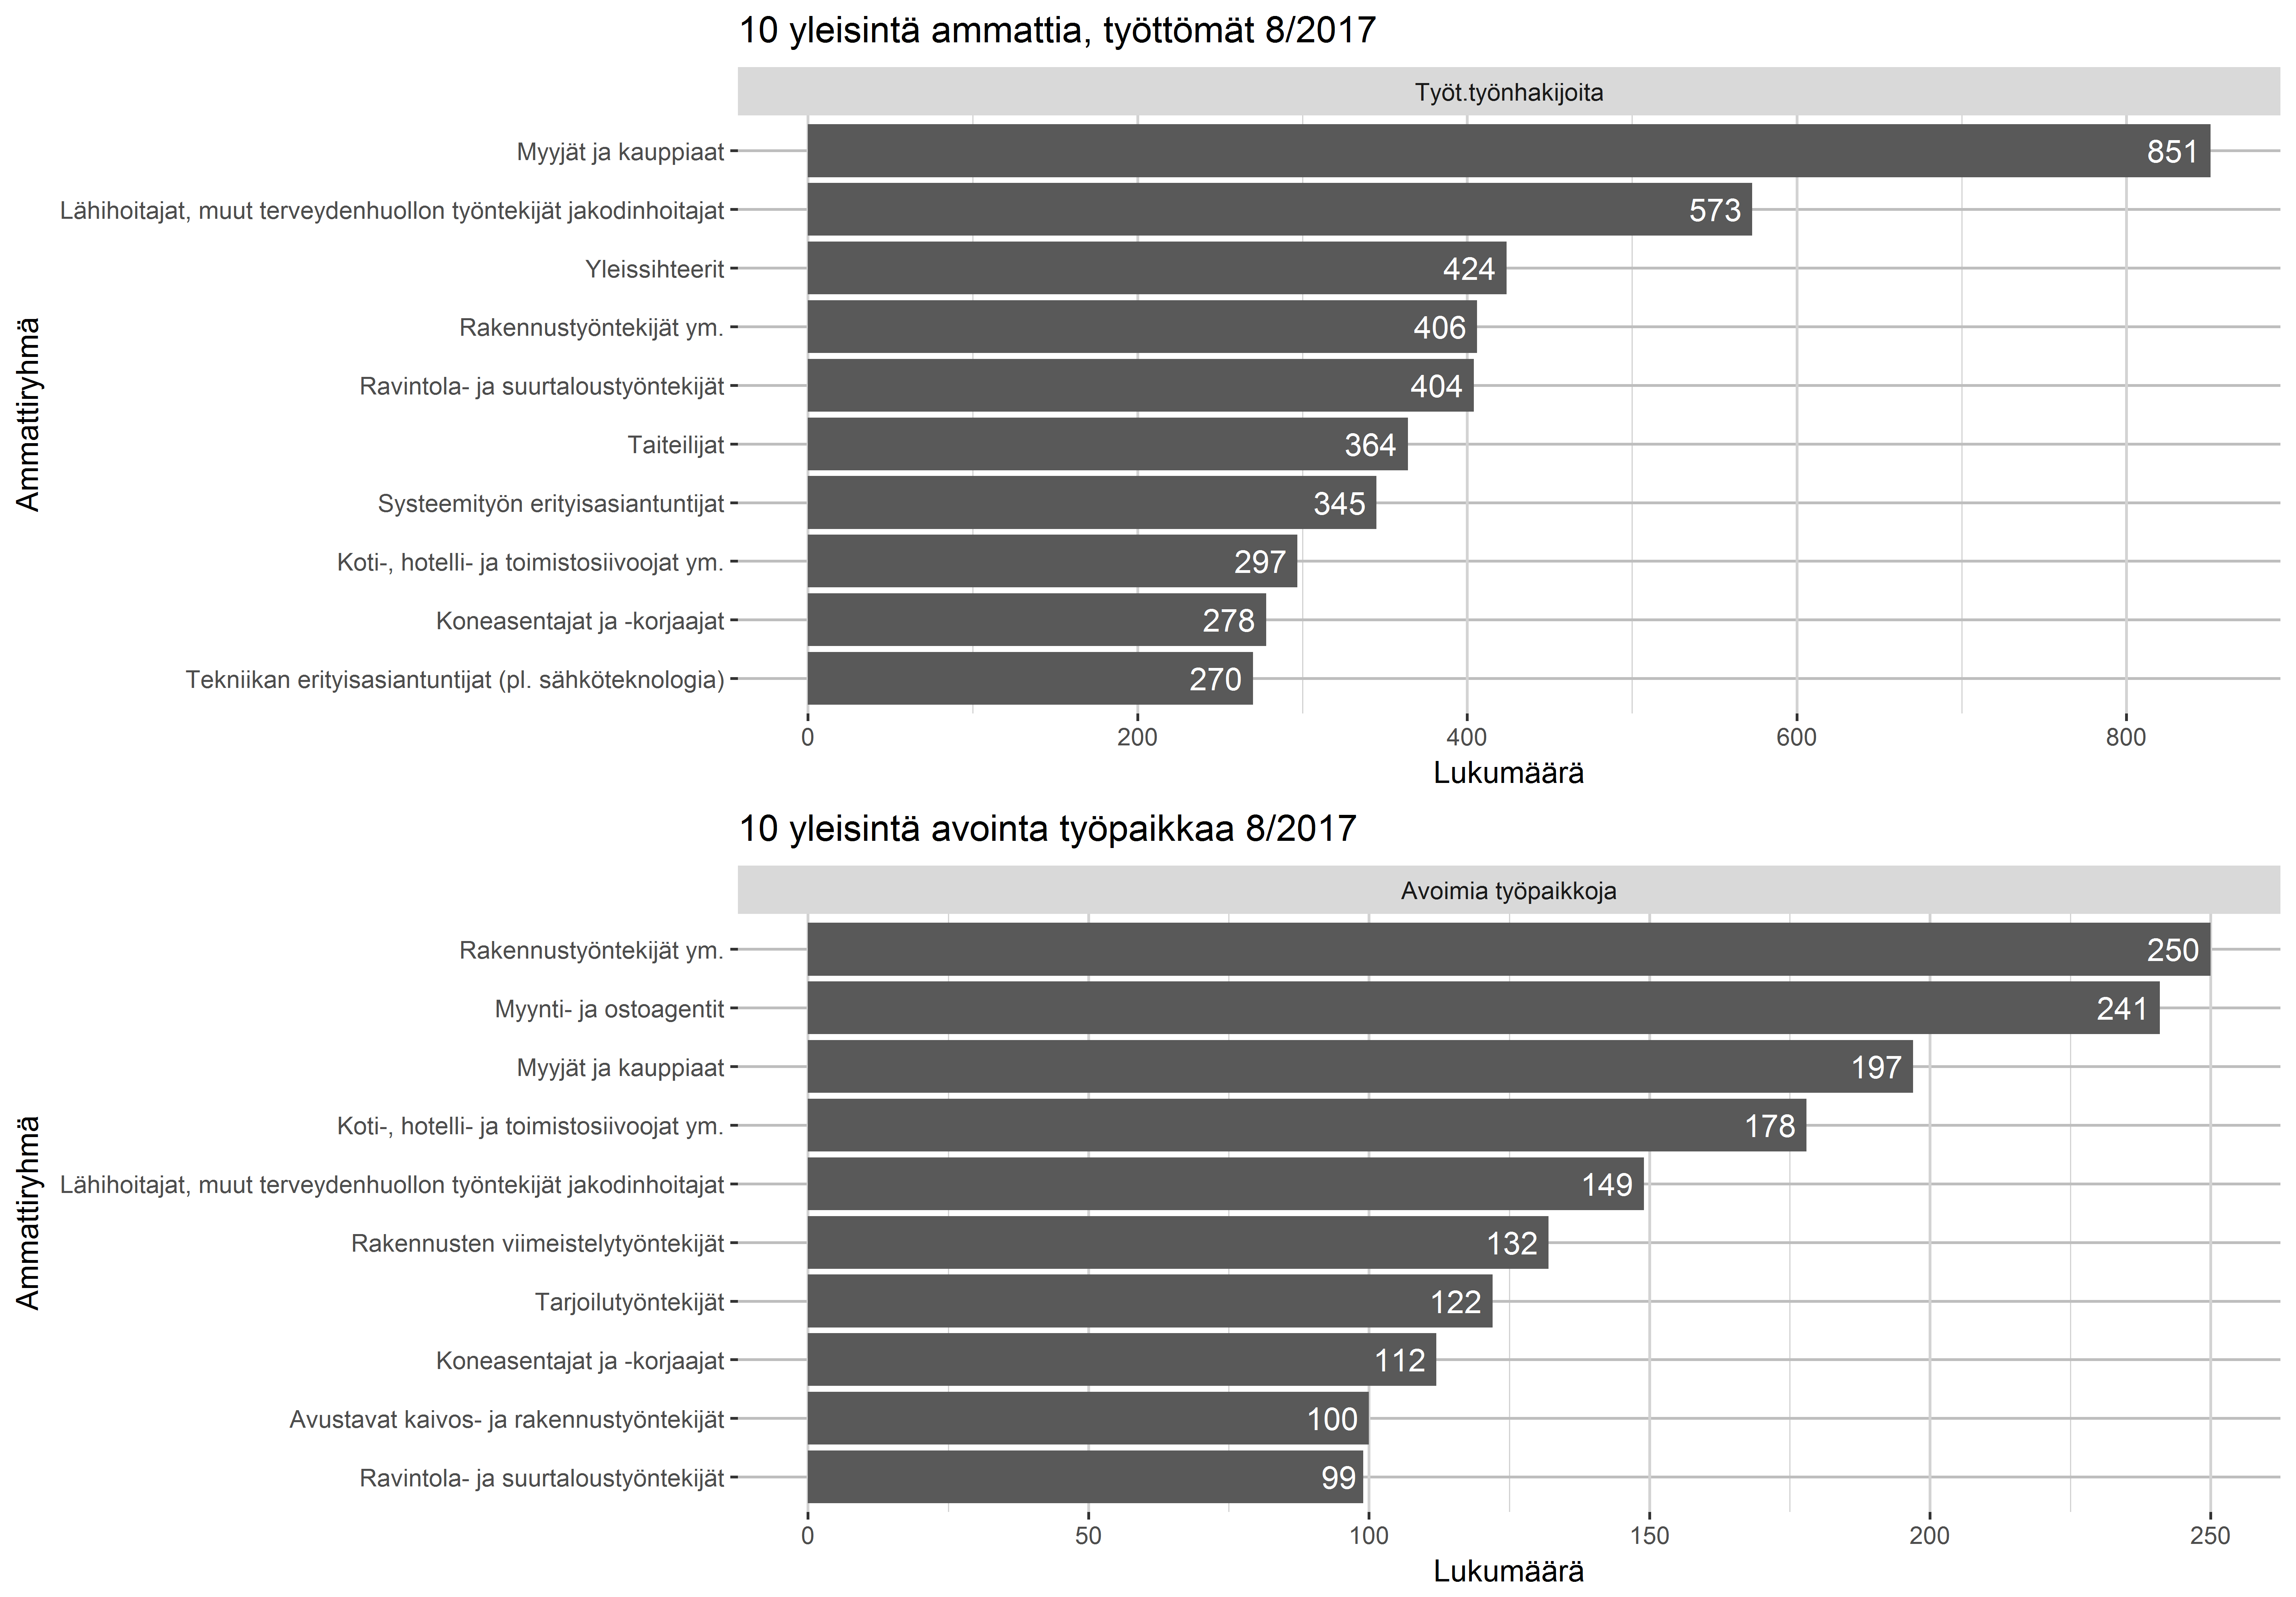 10 yleisintä ammattia, työttömät 8/2017
Työt.työnhakijoita
Ammattiryhmä
Myyjät ja kauppiaat 851
Lähihoitajat, muut terveydenhuollon työntekijät jakodinhoitajat 573
Yleissihteerit 424
Rakennustyöntekijät ym. 406
Ravintola- ja suurtaloustyöntekijät 404
Taiteilijat 364
Systeemityön erityisasiantuntijat 345
Koti-, hotelli- ja toimistosiivoojat ym. 297
Koneasentajat ja -korjaajat 278
Tekniikan erityisasiantuntijat (pl. sähköteknologia) 270
0 200 400 600 800
Lukumäärä
10 yleisintä avointa työpaikkaa 8/2017
Avoimia työpaikkoja
Ammattiryhmä
Rakennustyöntekijät ym. 250
Myynti- ja ostoagentit 241
Myyjät ja kauppiaat 197
Koti-, hotelli- ja toimistosiivoojat ym. 178
Lähihoitajat, muut terveydenhuollon työntekijät jakodinhoitajat 149
Rakennusten viimeistelytyöntekijät 132
Tarjoilutyöntekijät 122
Koneasentajat ja -korjaajat 112
Avustavat kaivos- ja rakennustyöntekijät 100
Ravintola- ja suurtaloustyöntekijät 99
0 50 100 150 200 250
Lukumäärä